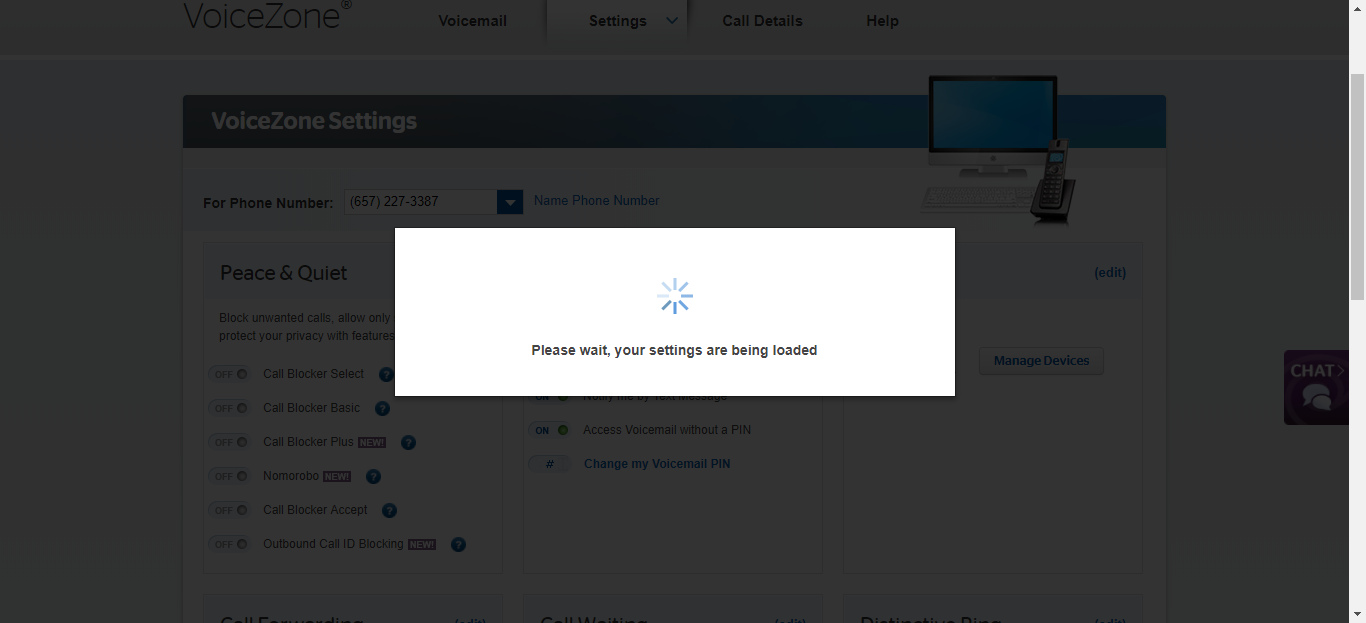 VoiceZone®
Voicemail Settings Call Details Help
VoiceZone Settings
For Phone Number: (657) 227-3387 Name Phone Number
Peace & Quiet
(edit)
Block unwanted calls, allow only
protect your privacy with features
Please wait, your settings are being loaded
Manage Devices
OFF Call Blocker Select ?
OFF Call Blocker Basic ?
OFF Call Blocker Plus NEW! ?
OFF Nomorobo NEW! ?
OFF Call Blocker Accept ?
OFF Outbound Call ID Blocking NEW! ?
ON Notify me by Text Message
ON Access Voicemail without a PIN
# Change my Voicemail PIN
CHAT
Call Forwarding (edit)
Call Waiting (edit)
Distinctive Ring (edit)